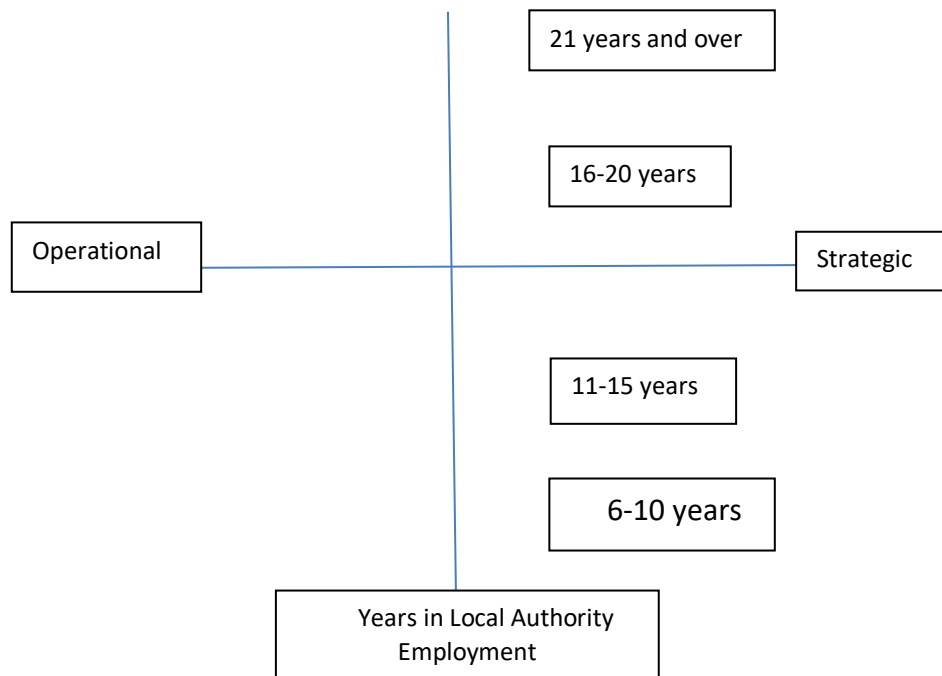 21 years and over
16-20 years
Operational
Strategic
11-15 years
6-10 years
Years in Local Authority
Employment